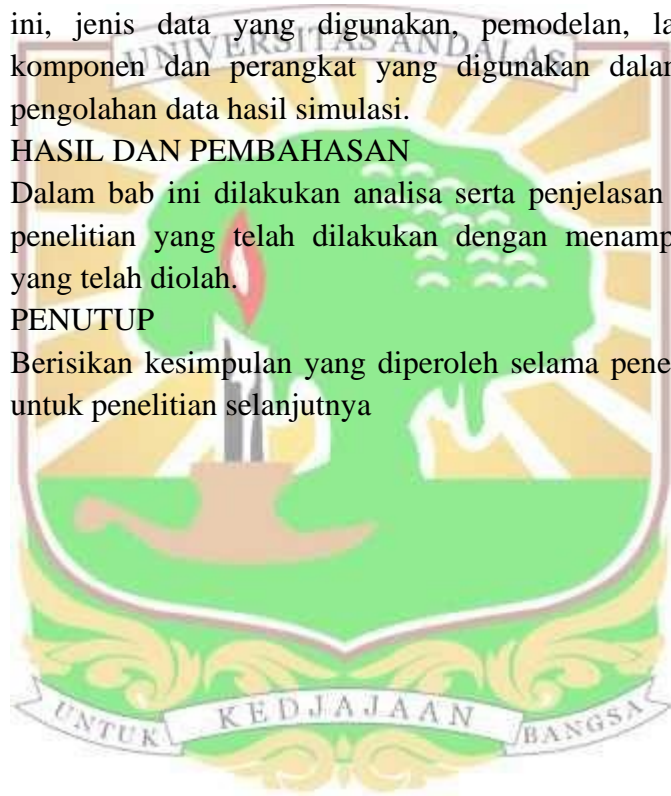 ini, jenis data yang digunakan, pemodelan, la
UNIVERSITAS ANDALAS
komponen dan perangkat yang digunakan dalam
pengolahan data hasil simulasi.
HASIL DAN PEMBAHASAN
Dalam bab ini dilakukan analisa serta penjelasan
penelitian yang telah dilakukan dengan menamp
yang telah diolah.
PENUTUP
Berisikan kesimpulan yang diperoleh selama pene
untuk penelitian selanjutnya
UNTUK KEDJAJAAN BANGSA